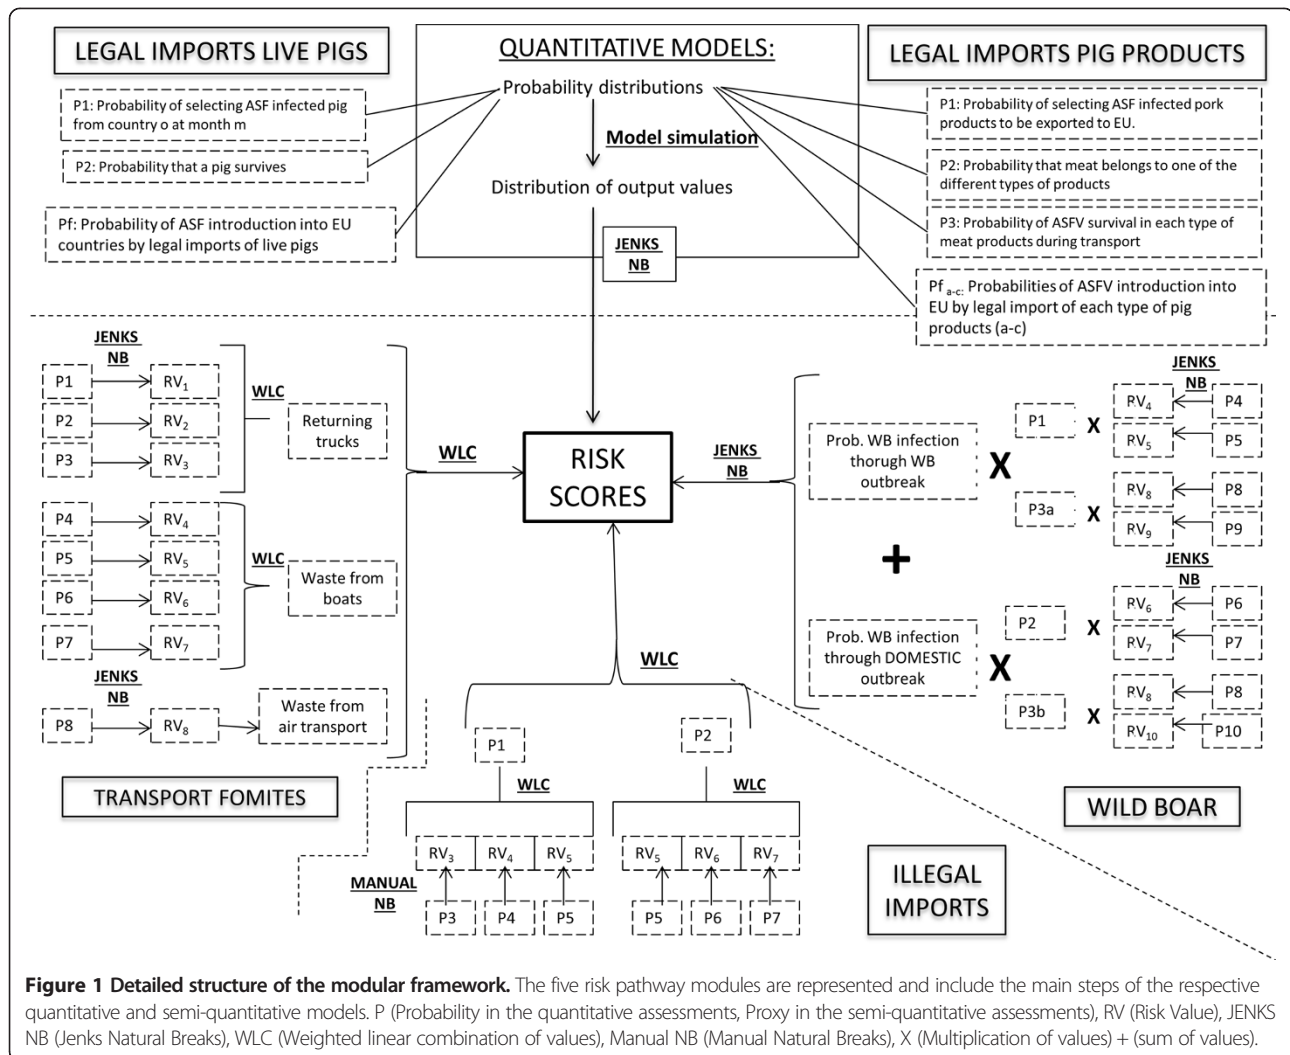 LEGAL IMPORTS LIVE PIGS
P1: Probability of selecting ASF infected pig
from country o at month m
P2: Probability that a pig survives
Pf: Probability of ASF introduction into EU
countries by legal imports of live pigs
QUANTITATIVE MODELS:
Probability distributions
Model simulation
Distribution of output values
JENKS
NB
LEGAL IMPORTS PIG PRODUCTS
P1: Probability of selecting ASF infected pork
products to be exported to EU.
P2: Probability that meat belongs to one of the
different types of products
P3: Probability of ASFV survival in each type of
meat products during transport
Pf a-c: Probabilities of ASFV introduction into
EU by legal import of each type of pig
products (a-c)
JENKS
NB
P1 RV1
P2 RV2
P3 RV3
WLC
Returning
trucks
P4 RV4
P5 RV5
P6 RV6
P7 RV7
WLC
Waste from
boats
JENKS
NB
P8 RV8
Waste from
air transport
TRANSPORT FOMITES
WLC
RISK
SCORES
JENKS
NB
Prob. WB infection
thorugh WB
outbreak
X
P1 X
RV4 P4
RV5 P5
JENKS
NB
P3a X
RV8 P8
RV9 P9
+
Prob. WB infection
through DOMESTIC
outbreak
X
JENKS
NB
P2 X
RV6 P6
RV7 P7
P3b X
RV8 P8
RV10 P10
WILD BOAR
WLC
P1 P2
WLC WLC
RV3 RV4 RV5 RV5 RV6 RV7
MANUAL
NB
P3 P4 P5 P5 P6 P7
ILLEGAL
IMPORTS
Figure 1 Detailed structure of the modular framework. The five risk pathway modules are represented and include the main steps of the respective
quantitative and semi-quantitative models. P (Probability in the quantitative assessments, Proxy in the semi-quantitative assessments), RV (Risk Value), JENKS
NB (Jenks Natural Breaks), WLC (Weighted linear combination of values), Manual NB (Manual Natural Breaks), X (Multiplication of values) + (sum of values).